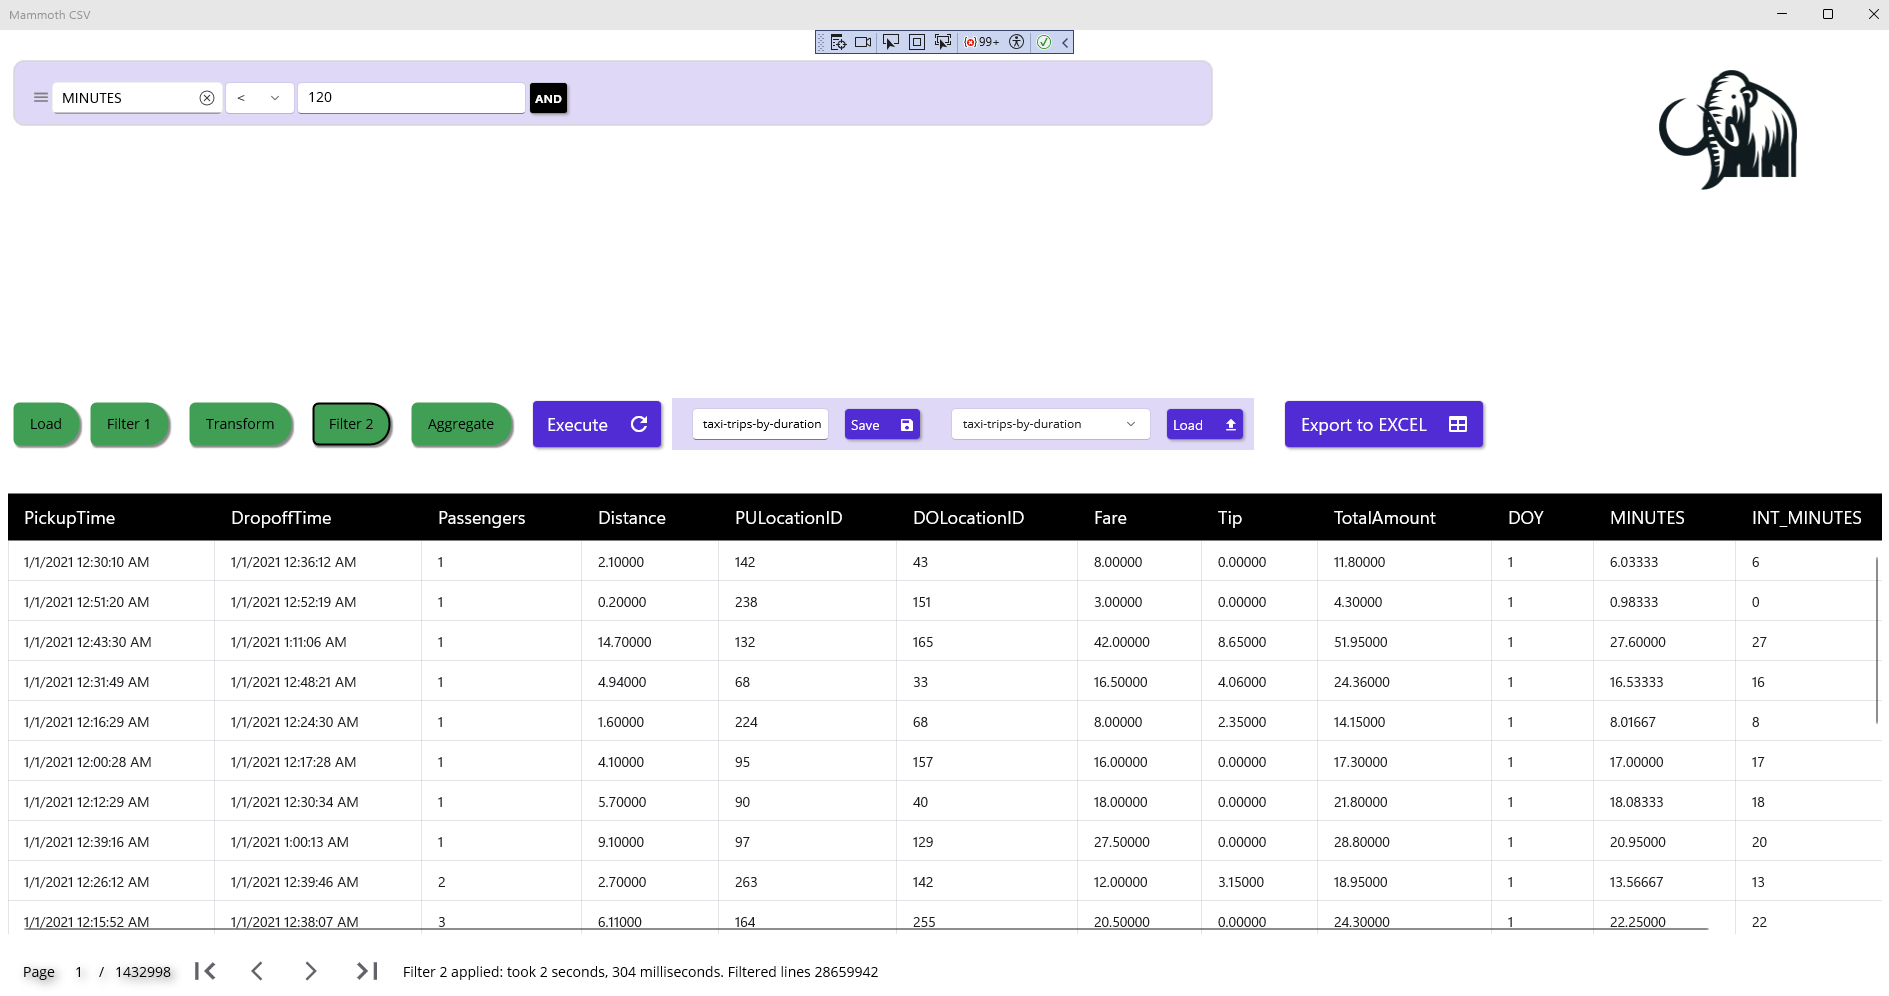 Mammoth CSV
99+
MINUTES < 120 AND
Load Filter 1 Transform Filter 2 Aggregate Execute taxi-trips-by-duration Save taxi-trips-by-duration Load Export to EXCEL
PickupTime DropoffTime Passengers Distance PULocationID DOLocationID Fare Tip TotalAmount DOY MINUTES INT_MINUTES
1/1/2021 12:30:10 AM 1/1/2021 12:36:12 AM 1 2.10000 142 43 8.00000 0.00000 11.80000 1 6.03333 6
1/1/2021 12:51:20 AM 1/1/2021 12:52:19 AM 1 0.20000 238 151 3.00000 0.00000 4.30000 1 0.98333 0
1/1/2021 12:43:30 AM 1/1/2021 1:11:06 AM 1 14.70000 132 165 42.00000 8.65000 51.95000 1 27.60000 27
1/1/2021 12:31:49 AM 1/1/2021 12:48:21 AM 1 4.94000 68 33 16.50000 4.06000 24.36000 1 16.53333 16
1/1/2021 12:16:29 AM 1/1/2021 12:24:30 AM 1 1.60000 224 68 8.00000 2.35000 14.15000 1 8.01667 8
1/1/2021 12:00:28 AM 1/1/2021 12:17:28 AM 1 4.10000 95 157 16.00000 0.00000 17.30000 1 17.00000 17
1/1/2021 12:12:29 AM 1/1/2021 12:30:34 AM 1 5.70000 90 40 18.00000 0.00000 21.80000 1 18.08333 18
1/1/2021 12:39:16 AM 1/1/2021 1:00:13 AM 1 9.10000 97 129 27.50000 0.00000 28.80000 1 20.95000 20
1/1/2021 12:26:12 AM 1/1/2021 12:39:46 AM 2 2.70000 263 142 12.00000 3.15000 18.95000 1 13.56667 13
1/1/2021 12:15:52 AM 1/1/2021 12:38:07 AM 3 6.11000 164 255 20.50000 0.00000 24.30000 1 22.25000 22
Page 1 / 1432998 Filter 2 applied: took 2 seconds, 304 milliseconds. Filtered lines 28659942